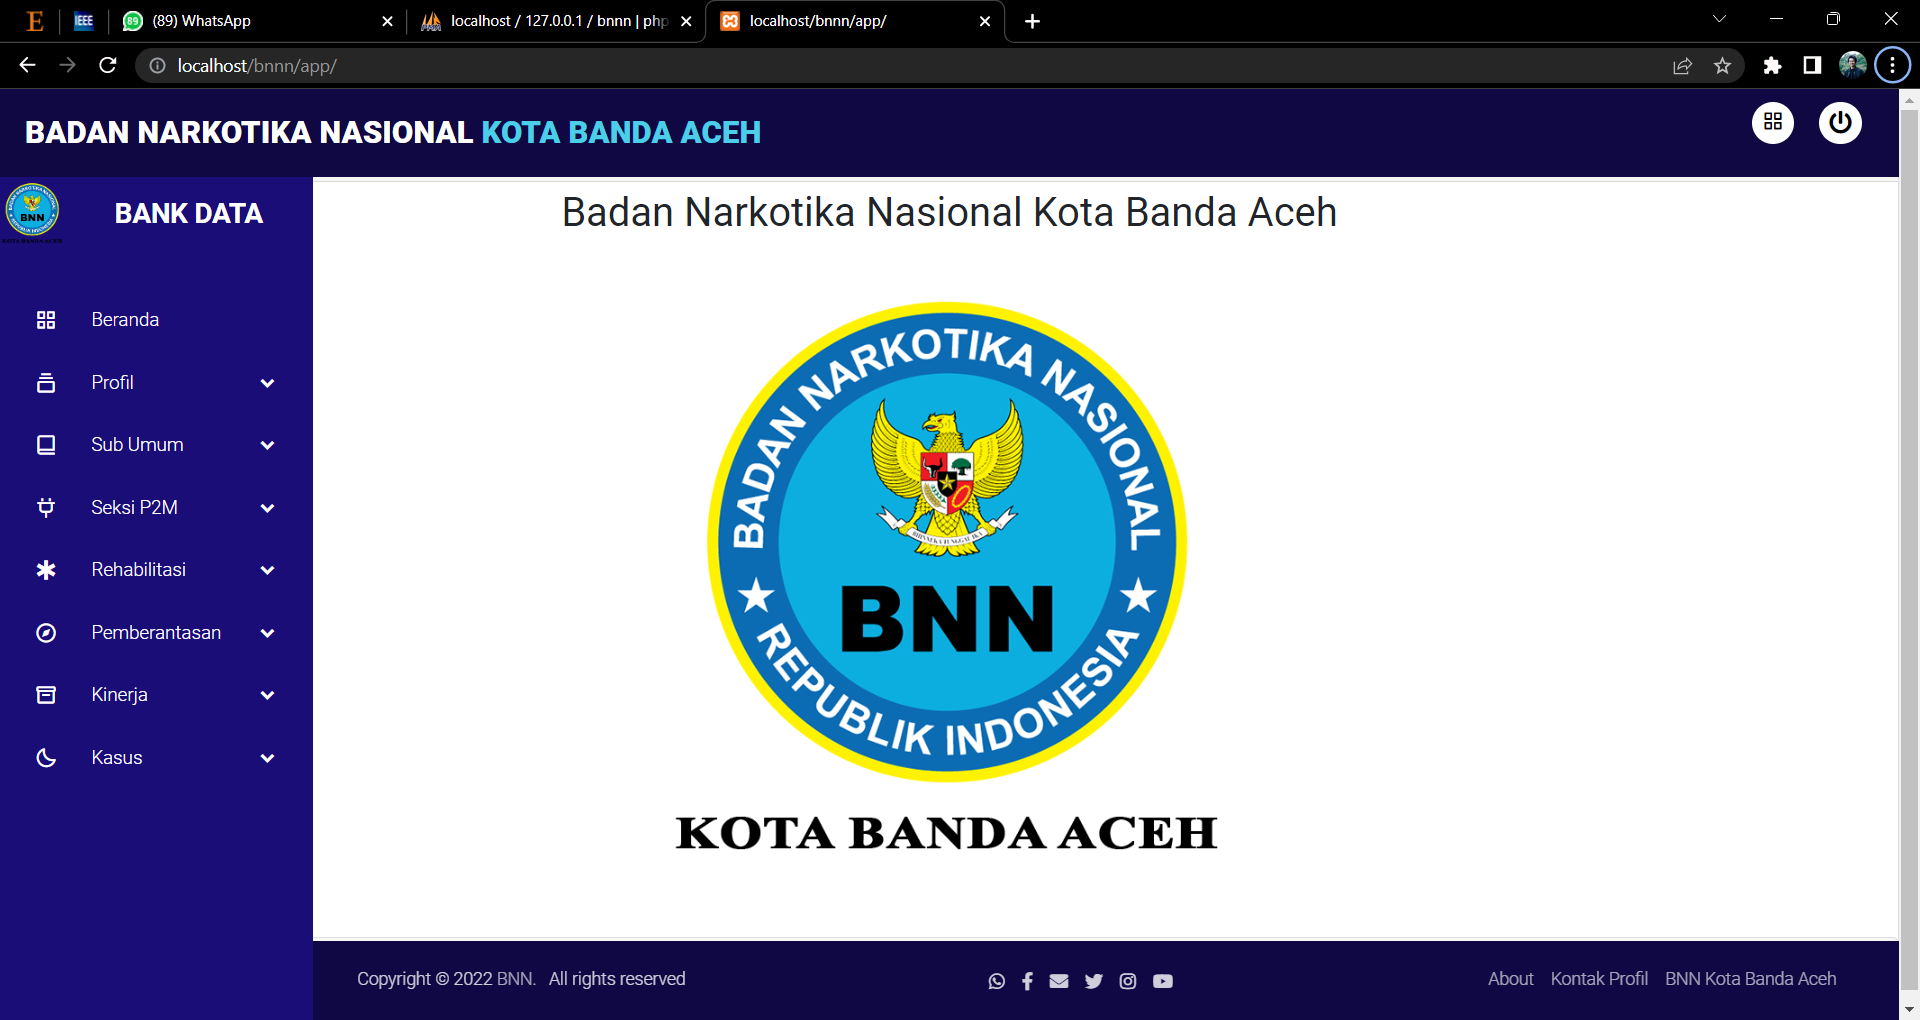 (89) WhatsApp
localhost / 127.0.0.1 / bnnn | php
localhost/bnnn/app/
localhost/bnnn/app/
BADAN NARKOTIKA NASIONAL KOTA BANDA ACEH
BNN
KOTA BANDA ACEH
BANK DATA
Beranda
Profil
Sub Umum
Seksi P2M
Rehabilitasi
Pemberantasan
Kinerja
Kasus
Badan Narkotika Nasional Kota Banda Aceh
BADAN NARKOTIKA NASIONAL
BHINNEKA TUNGGAL IKA
BNN
REPUBLIK INDONESIA
KOTA BANDA ACEH
Copyright © 2022 BNN. All rights reserved
About Kontak Profil BNN Kota Banda Aceh